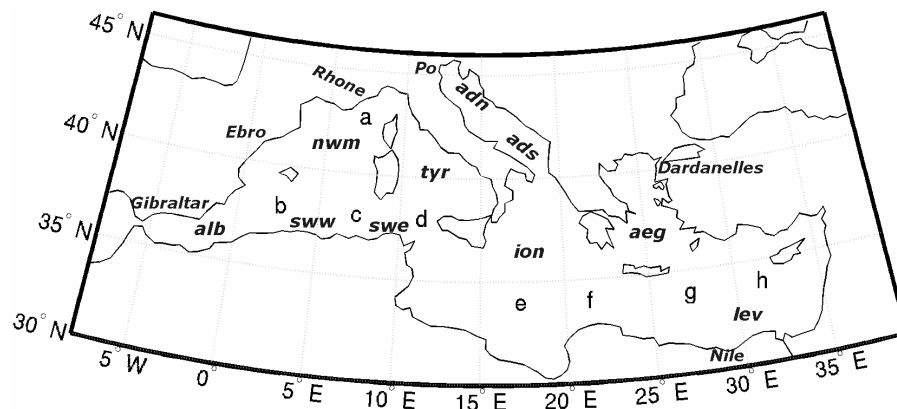 45° N
Po
Rhone
adn
a
40° N
Ebro
nwm
ads
tyr
Dardanelles
Gibraltar
b
sww
c
swe
d
35° N
alb
aeg
ion
e
f
g
h
lev
30° N
Nile
5° W
0°
5° E
10° E
15° E
20° E
25° E
30° E
35° E